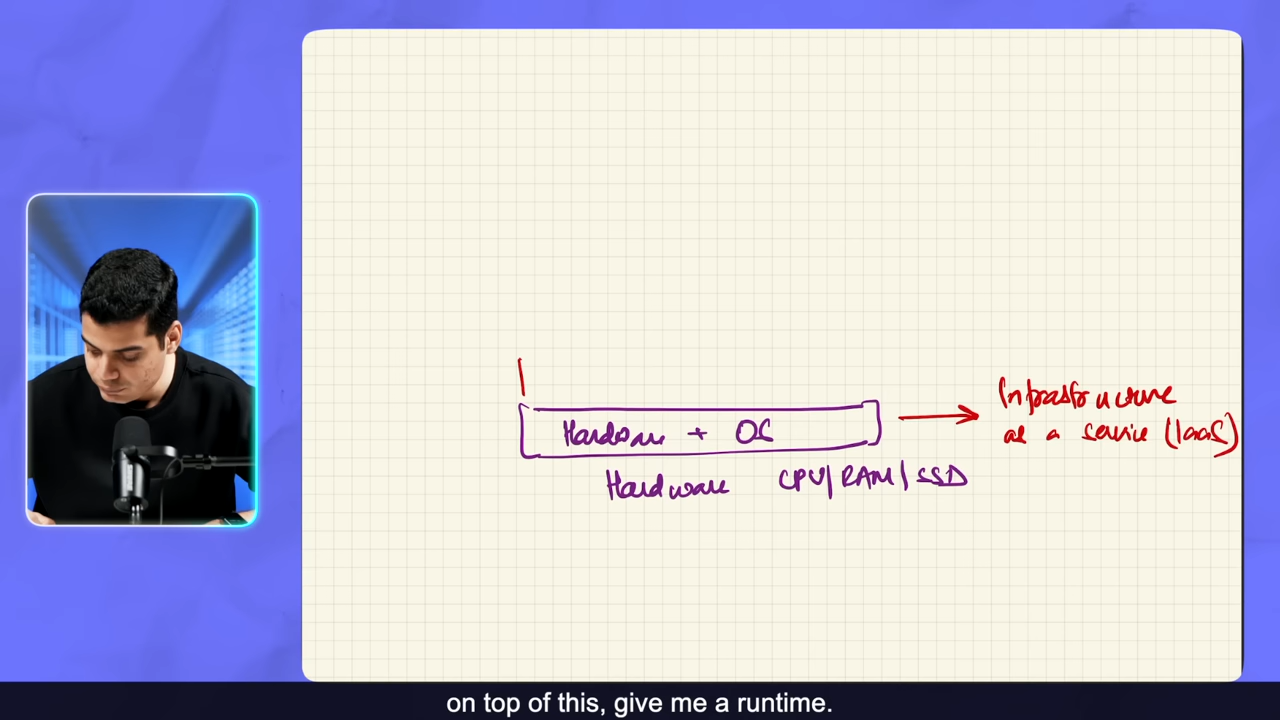 Hardware + OS
Hardware CPU/RAM/SSD
Infrastructure
as a service (IaaS)
on top of this, give me a runtime.